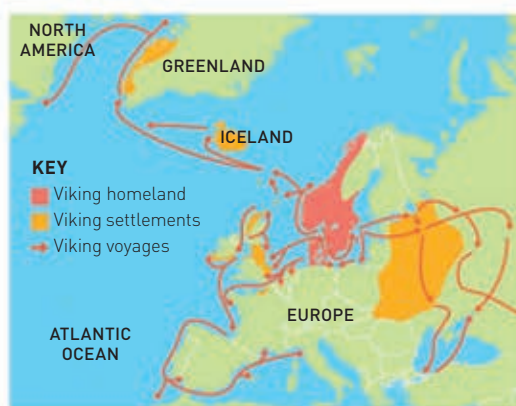 NORTH
AMERICA
GREENLAND
ICELAND
KEY
Viking homeland
Viking settlements
Viking voyages
EUROPE
ATLANTIC
OCEAN